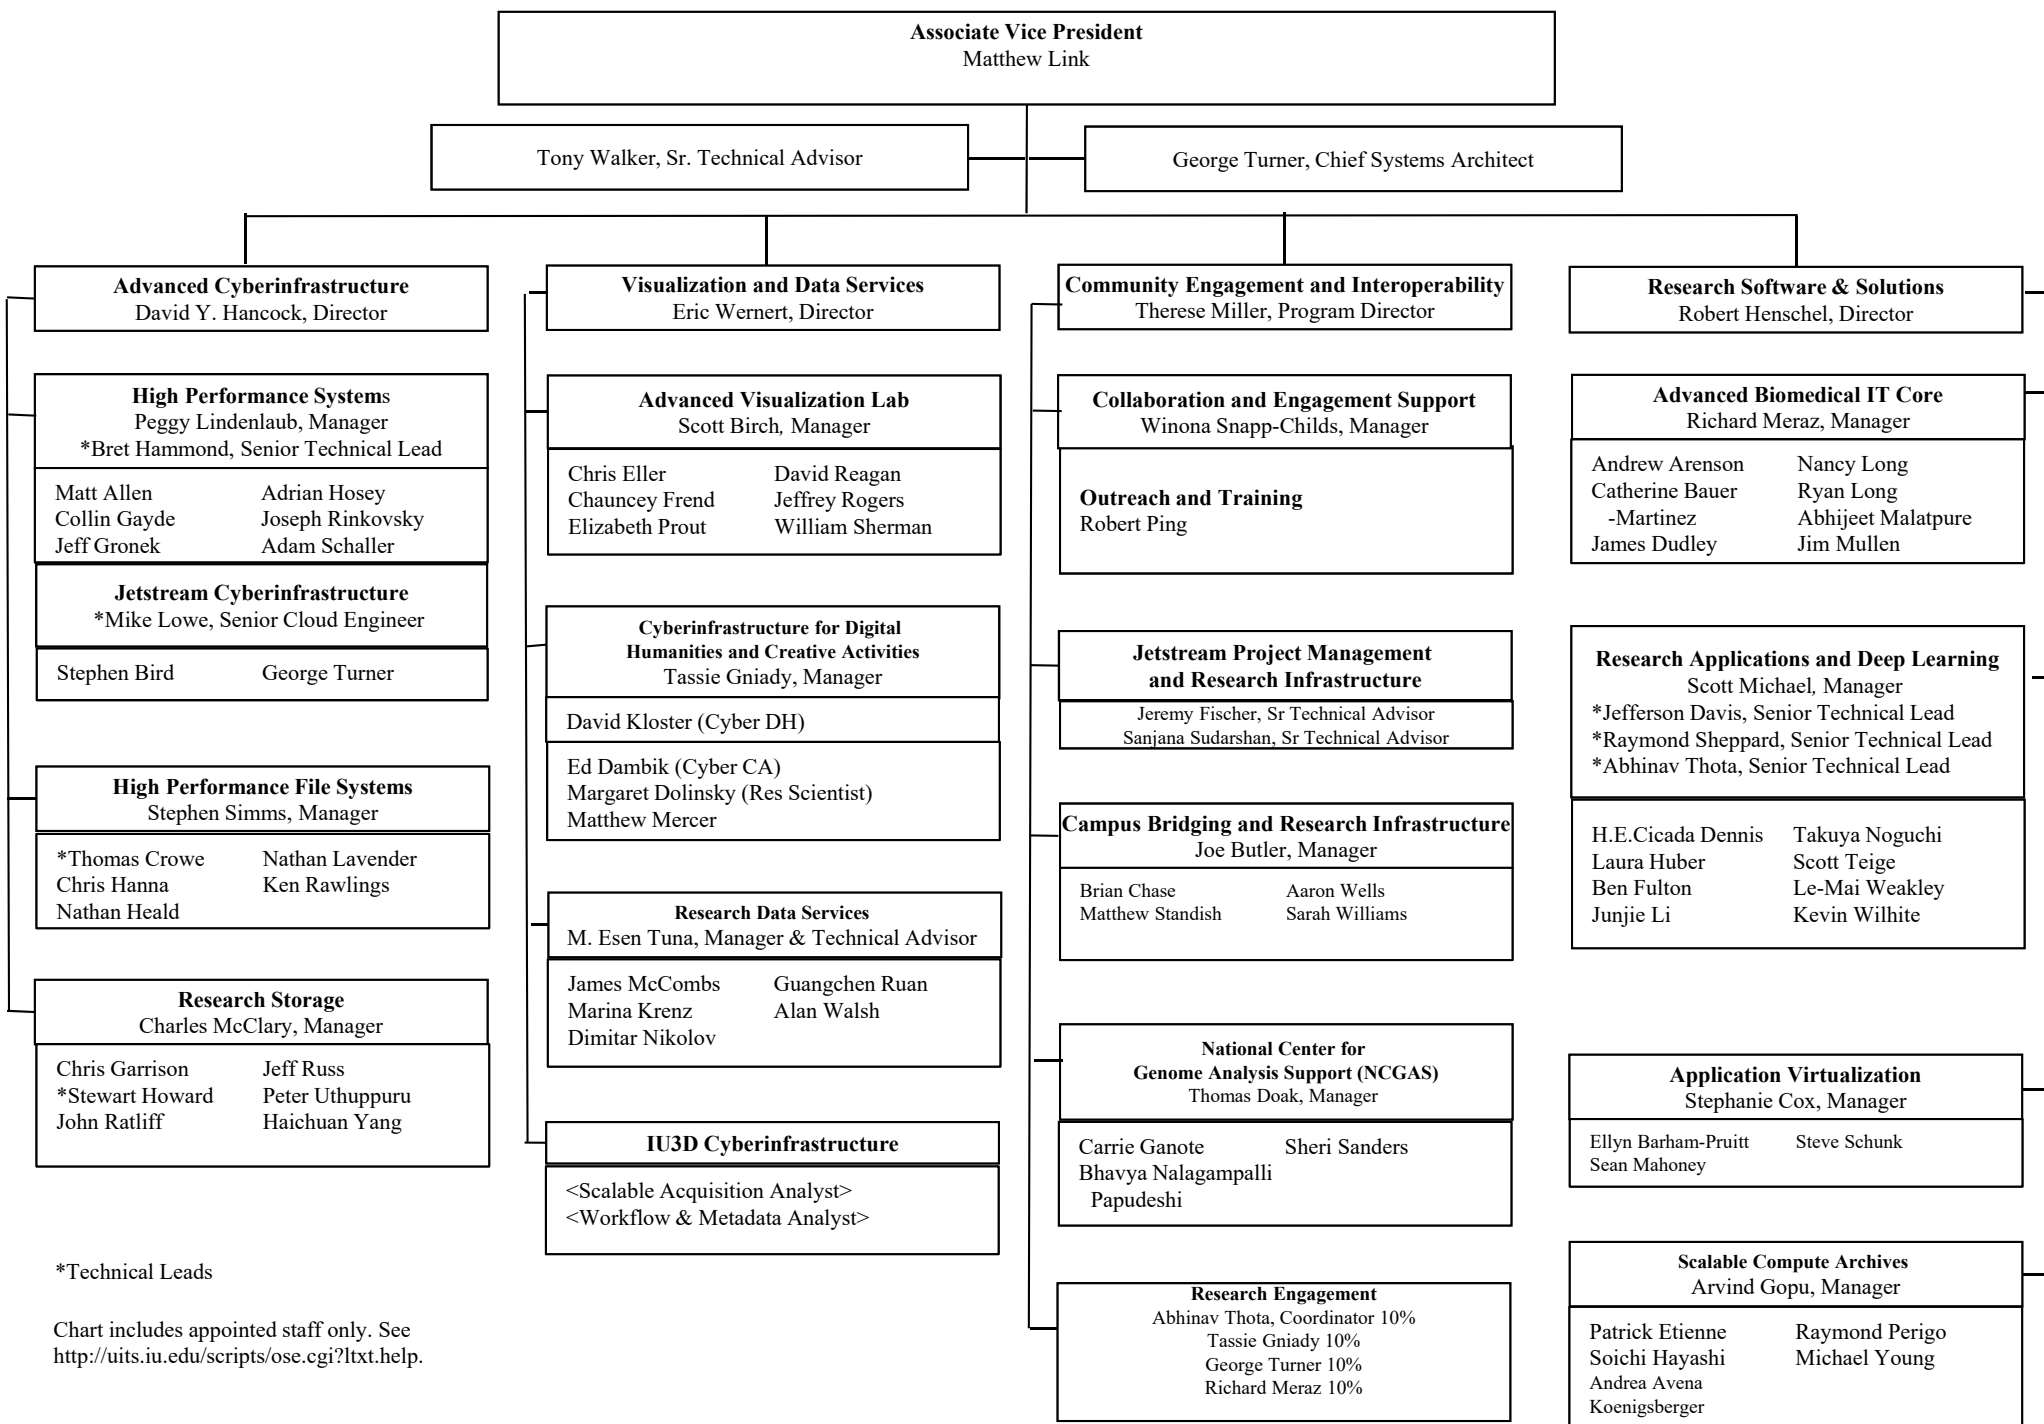 Associate Vice President
Matthew Link
Tony Walker, Sr. Technical Advisor
George Turner, Chief Systems Architect
Advanced Cyberinfrastructure
David Y. Hancock, Director
High Performance Systems
Peggy Lindenlaub, Manager
*Bret Hammond, Senior Technical Lead
Matt Allen
Collin Gayde
Jeff Gronek
Adrian Hosey
Joseph Rinkovsky
Adam Schaller
Jetstream Cyberinfrastructure
*Mike Lowe, Senior Cloud Engineer
Stephen Bird
George Turner
High Performance File Systems
Stephen Simms, Manager
*Thomas Crowe
Chris Hanna
Nathan Heald
Nathan Lavender
Ken Rawlings
Research Storage
Charles McClary, Manager
Chris Garrison
*Stewart Howard
John Ratliff
Jeff Russ
Peter Uthuppuru
Haichuan Yang
*Technical Leads
Chart includes appointed staff only. See
http://uits.iu.edu/scripts/ose.cgi?ltxt.help.
Visualization and Data Services
Eric Wernert, Director
Advanced Visualization Lab
Scott Birch, Manager
Chris Eller
Chauncey Frend
Elizabeth Prout
David Reagan
Jeffrey Rogers
William Sherman
Cyberinfrastructure for Digital
Humanities and Creative Activities
Tassie Gniady, Manager
David Kloster (Cyber DH)
Ed Dambik (Cyber CA)
Margaret Dolinsky (Res Scientist)
Matthew Mercer
Research Data Services
M. Esen Tuna, Manager & Technical Advisor
James McCombs
Marina Krenz
Dimitar Nikolov
Guangchen Ruan
Alan Walsh
IU3D Cyberinfrastructure
<Scalable Acquisition Analyst>
<Workflow & Metadata Analyst>
Community Engagement and Interoperability
Therese Miller, Program Director
Collaboration and Engagement Support
Winona Snapp-Childs, Manager
Outreach and Training
Robert Ping
Jetstream Project Management
and Research Infrastructure
Jeremy Fischer, Sr Technical Advisor
Sanjana Sudarshan, Sr Technical Advisor
Campus Bridging and Research Infrastructure
Joe Butler, Manager
Brian Chase
Matthew Standish
Aaron Wells
Sarah Williams
National Center for
Genome Analysis Support (NCGAS)
Thomas Doak, Manager
Carrie Ganote
Bhavya Nalagampalli
Papudeshi
Sheri Sanders
Research Engagement
Abhinav Thota, Coordinator 10%
Tassie Gniady 10%
George Turner 10%
Richard Meraz 10%
Research Software & Solutions
Robert Henschel, Director
Advanced Biomedical IT Core
Richard Meraz, Manager
Andrew Arenson
Catherine Bauer
-Martinez
James Dudley
Nancy Long
Ryan Long
Abhijeet Malatpure
Jim Mullen
Research Applications and Deep Learning
Scott Michael, Manager
*Jefferson Davis, Senior Technical Lead
*Raymond Sheppard, Senior Technical Lead
*Abhinav Thota, Senior Technical Lead
H.E.Cicada Dennis
Laura Huber
Ben Fulton
Junjie Li
Takuya Noguchi
Scott Teige
Le-Mai Weakley
Kevin Wilhite
Application Virtualization
Stephanie Cox, Manager
Ellyn Barham-Pruitt
Sean Mahoney
Steve Schunk
Scalable Compute Archives
Arvind Gopu, Manager
Patrick Etienne
Soichi Hayashi
Andrea Avena
Koenigsberger
Raymond Perigo
Michael Young